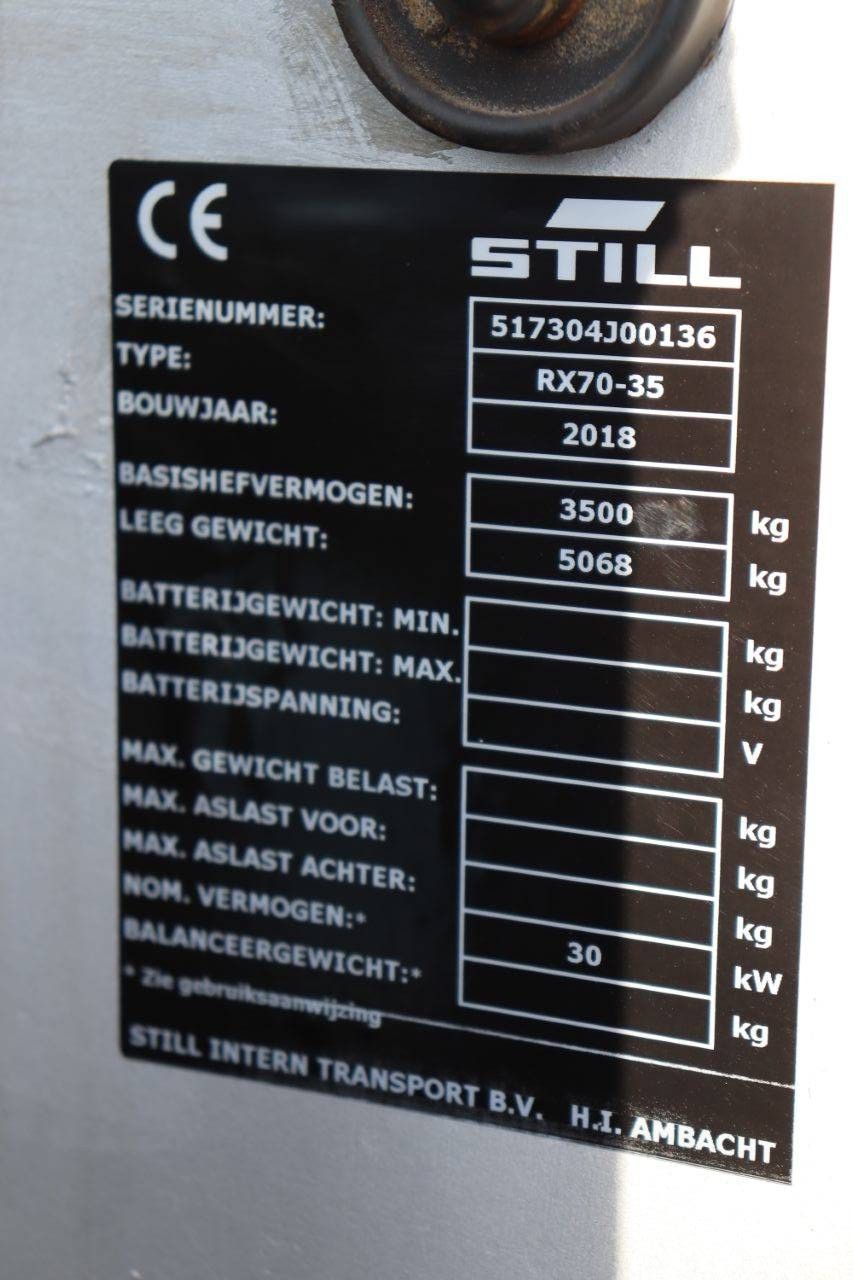 CE
STILL
SERIENUMMER: 517304J00136
TYPE: RX70-35
BOUWJAAR: 2018
BASISHEFVERMOGEN: 3500 kg
LEEG GEWICHT: 5068 kg
BATTERIJGEWICHT: MIN. kg
BATTERIJGEWICHT: MAX. kg
BATTERIJSPANNING: V
MAX. GEWICHT BELAST: kg
MAX. ASLAST VOOR: kg
MAX. ASLAST ACHTER: kg
NOM. VERMOGEN:* 30 kW
BALANCEERGEWICHT:* kg
* Zie gebruiksaanwijzing
STILL INTERN TRANSPORT B.V. H.I. AMBACHT